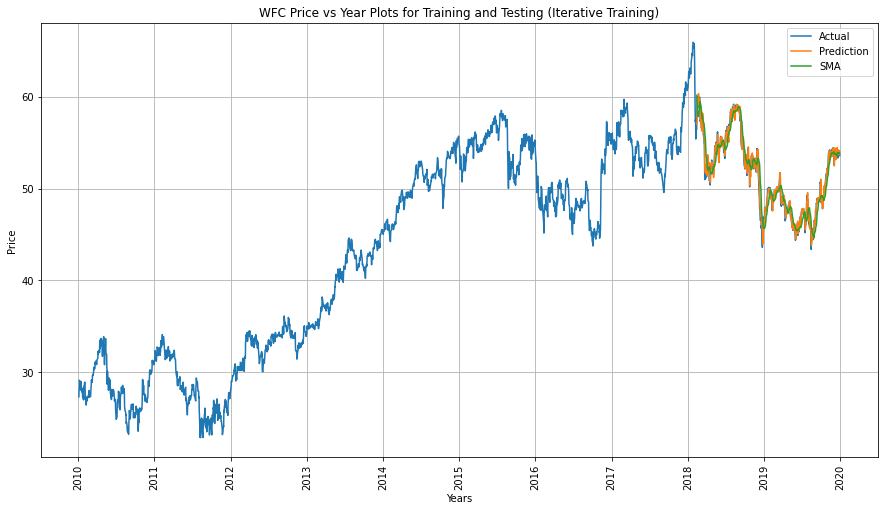 WFC Price vs Year Plots for Training and Testing (Iterative Training)
Actual
Prediction
SMA
Price
60
50
40
30
2010
2011
2012
2013
2014
2015
2016
2017
2018
2019
2020
Years